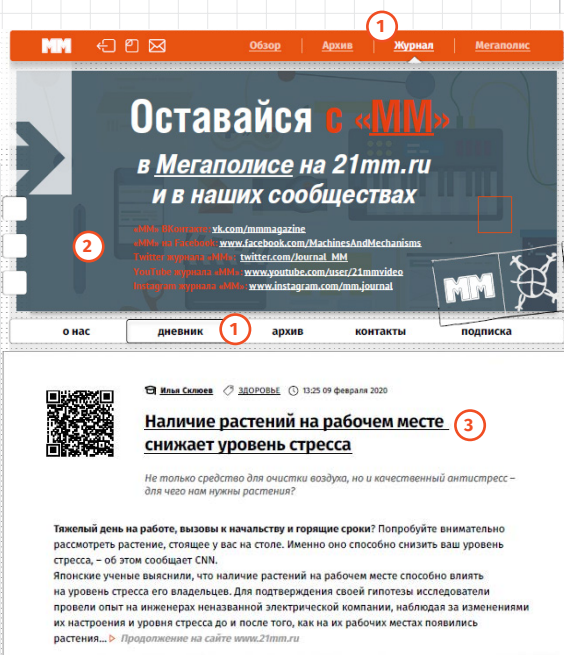 1
ММ
Обзор
Архив
Журнал
Мегаполис
Оставайся с «ММ»
в Мегаполисе на 21mm.ru
и в наших сообществах
«ММ» ВКонтакте: vk.com/mmmagazine
«ММ» на Facebook: www.facebook.com/MachinesAndMechanisms
Twitter журнала «ММ»: twitter.com/Journal_MM
YouTube журнала «ММ»: www.youtube.com/user/21mmvideo
Instagram журнала «ММ»: www.instagram.com/mm.journal
2
ММ
о нас
дневник
1
архив
контакты
подписка
Илья Склюев ЗДОРОВЬЕ 13:25 09 февраля 2020
Наличие растений на рабочем месте
снижает уровень стресса
3
Не только средство для очистки воздуха, но и качественный антистресс –
для чего нам нужны растения?
Тяжелый день на работе, вызовы к начальству и горящие сроки? Попробуйте внимательно
рассмотреть растение, стоящее у вас на столе. Именно оно способно снизить ваш уровень
стресса, – об этом сообщает CNN.
Японские ученые выяснили, что наличие растений на рабочем месте способно влиять
на уровень стресса его владельцев. Для подтверждения своей гипотезы исследователи
провели опыт на инженерах неназванной электрической компании, наблюдая за изменениями
их настроения и уровня стресса до и после того, как на их рабочих местах появились
растения... Продолжение на сайте www.21mm.ru